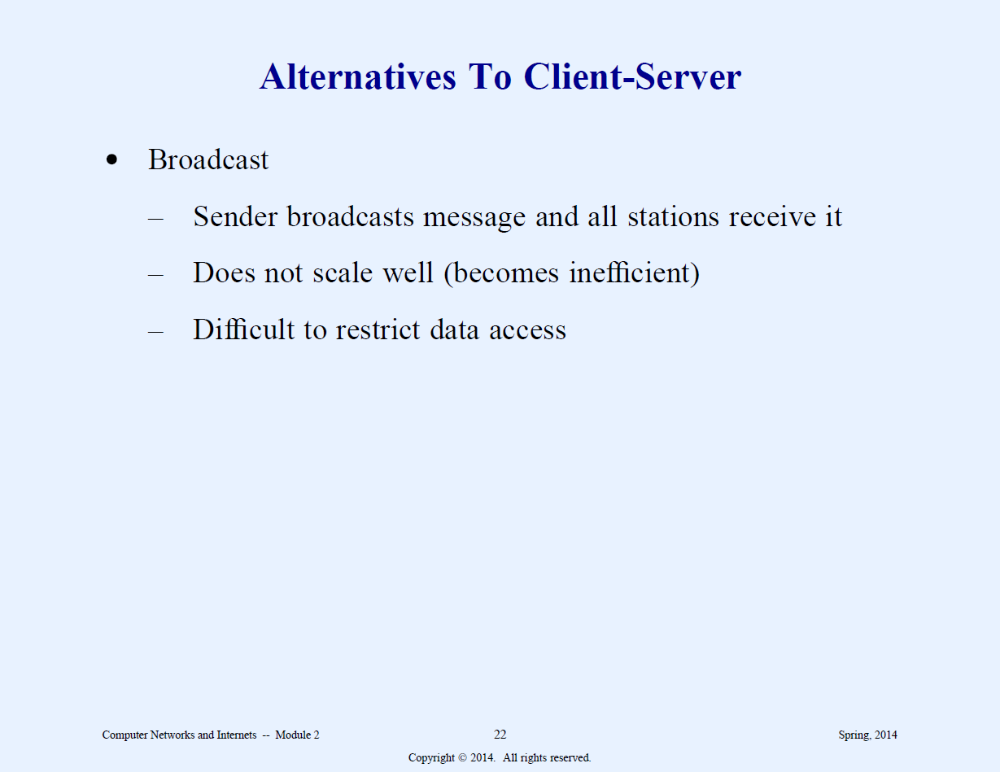 Alternatives To Client-Server
• Broadcast
– Sender broadcasts message and all stations receive it
– Does not scale well (becomes inefficient)
– Difficult to restrict data access
Computer Networks and Internets -- Module 2 22 Spring, 2014
Copyright © 2014. All rights reserved.